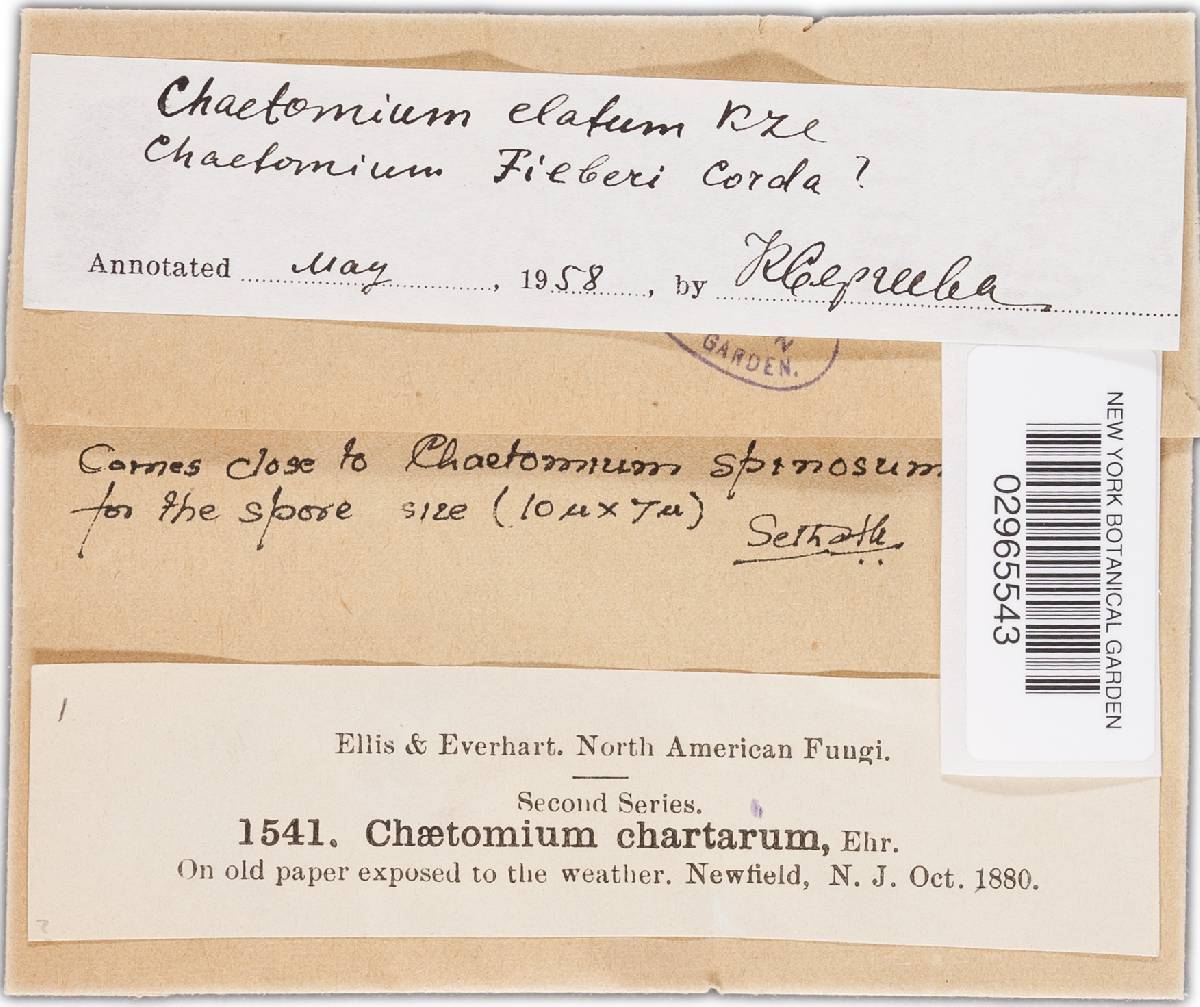 Chaetomium elatum Kze
Chaetomium Fieberi Corda ?
Annotated May, 1958, by
GARDEN.
Comes close to Chaetomium spinosum
for the spore size (10µ x 7µ)
NEW YORK BOTANICAL GARDEN
02965543
1
Ellis & Everhart. North American Fungi.
Second Series.
1541. Chætomium chartarum, Ehr.
On old paper exposed to the weather. Newfield, N. J. Oct. 1880.